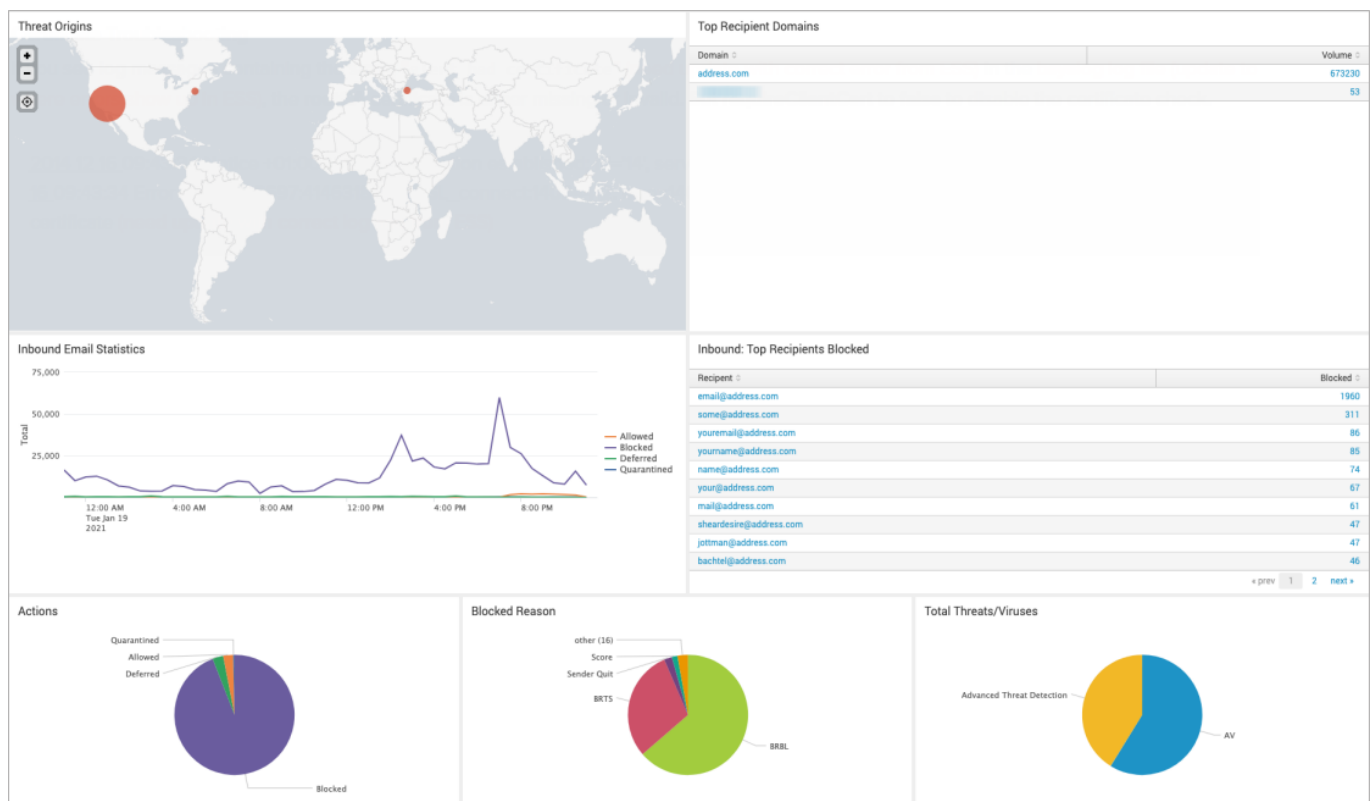 Threat Origins
+
−
Top Recipient Domains
Domain Volume
address.com 673230
53
Inbound Email Statistics
75,000
50,000
25,000
Total
Allowed
Blocked
Deferred
Quarantined
12:00 AM 4:00 AM 8:00 AM 12:00 PM 4:00 PM 8:00 PM
Tue Jan 19
2021
Inbound: Top Recipients Blocked
Recipent Blocked
email@address.com 1960
some@address.com 311
youremail@address.com 86
yourname@address.com 85
name@address.com 74
your@address.com 67
mail@address.com 61
sheardesire@address.com 47
jottman@address.com 47
bachtel@address.com 46
« prev 1 2 next »
Actions
Quarantined
Allowed
Deferred
Blocked
Blocked Reason
other (16)
Score
Sender Quit
BRTS
BRBL
Total Threats/Viruses
Advanced Threat Detection
AV